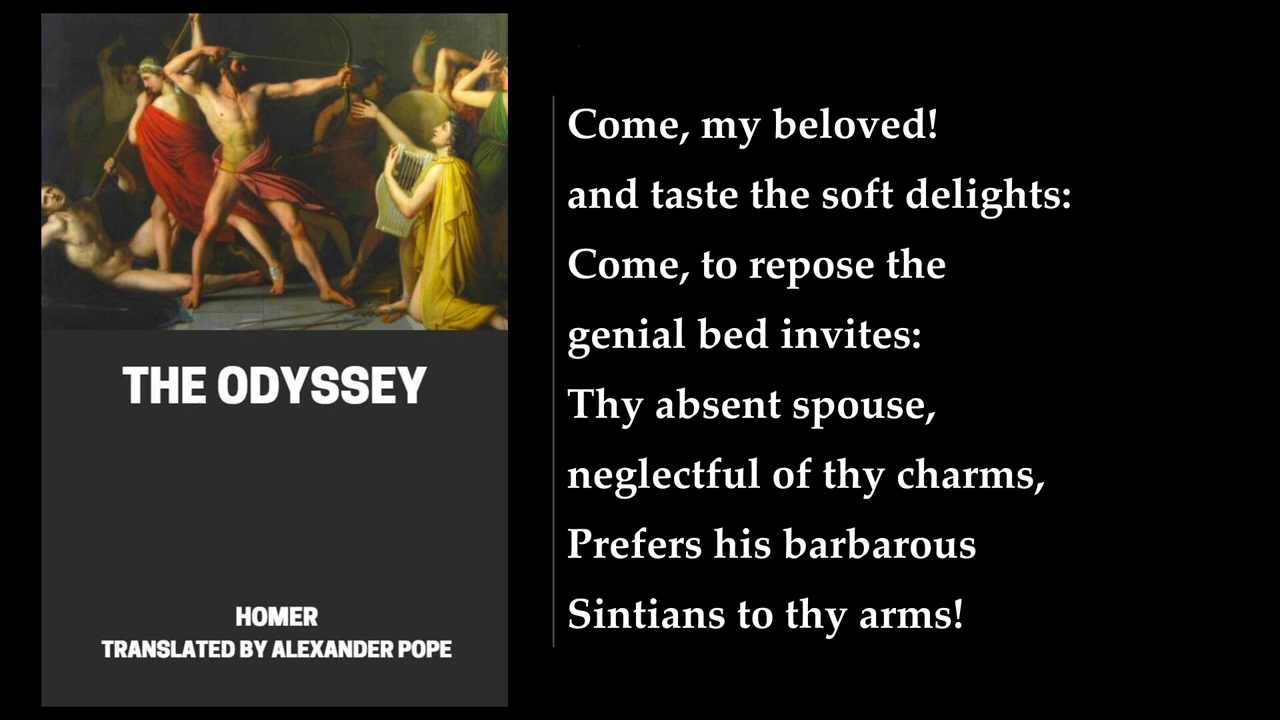 THE ODYSSEY
HOMER
TRANSLATED BY ALEXANDER POPE
Come, my beloved!
and taste the soft delights:
Come, to repose the
genial bed invites:
Thy absent spouse,
neglectful of thy charms,
Prefers his barbarous
Sintians to thy arms!